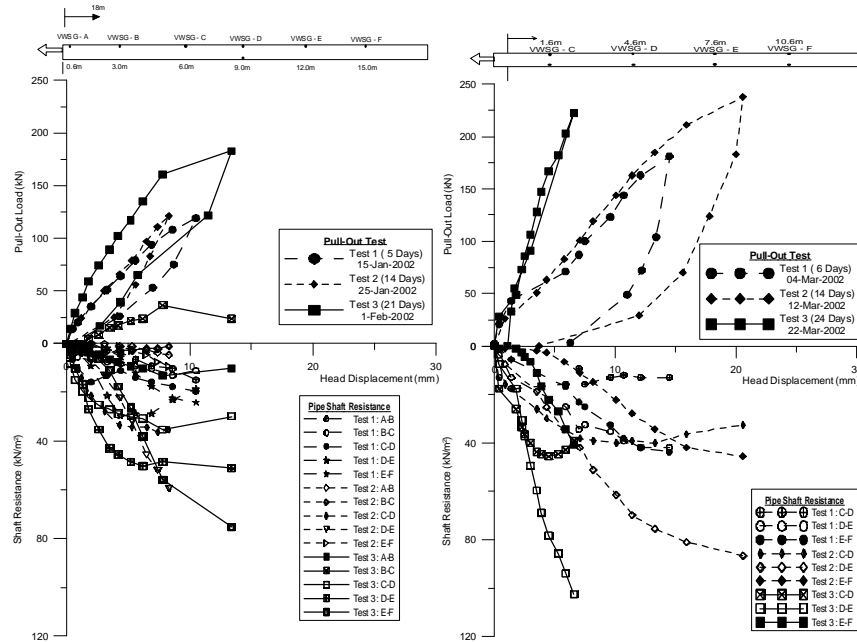 18m
VWSG - A VWSG - B VWSG - C VWSG - D VWSG - E VWSG - F
0.6m 3.0m 6.0m 9.0m 12.0m 15.0m
250
200
150
100
50
0
Pull-Out Load (kN)
0 10 20 30
Head Displacement (mm)
40
80
120
Shaft Resistance (kN/m²)
Pull-Out Test
Test 1 ( 5 Days)
15-Jan-2002
Test 2 (14 Days)
25-Jan-2002
Test 3 (21 Days)
1-Feb-2002
Pipe Shaft Resistance
Test 1: A-B
Test 1: B-C
Test 1: C-D
Test 1: D-E
Test 1: E-F
Test 2: A-B
Test 2: B-C
Test 2: C-D
Test 2: D-E
Test 2: E-F
Test 3: A-B
Test 3: B-C
Test 3: C-D
Test 3: D-E
Test 3: E-F
1.6m 4.6m 7.6m 10.6m
VWSG - C VWSG - D VWSG - E VWSG - F
250
200
150
100
50
0
Pull-Out Load (kN)
0 10 20 30
Head Displacement (mm)
40
80
120
Shaft Resistance (kN/m²)
Pull-Out Test
Test 1 ( 6 Days)
04-Mar-2002
Test 2 (14 Days)
12-Mar-2002
Test 3 (24 Days)
22-Mar-2002
Pipe Shaft Resistance
Test 1: C-D
Test 1: D-E
Test 1: E-F
Test 2: C-D
Test 2: D-E
Test 2: E-F
Test 3: C-D
Test 3: D-E
Test 3: E-F